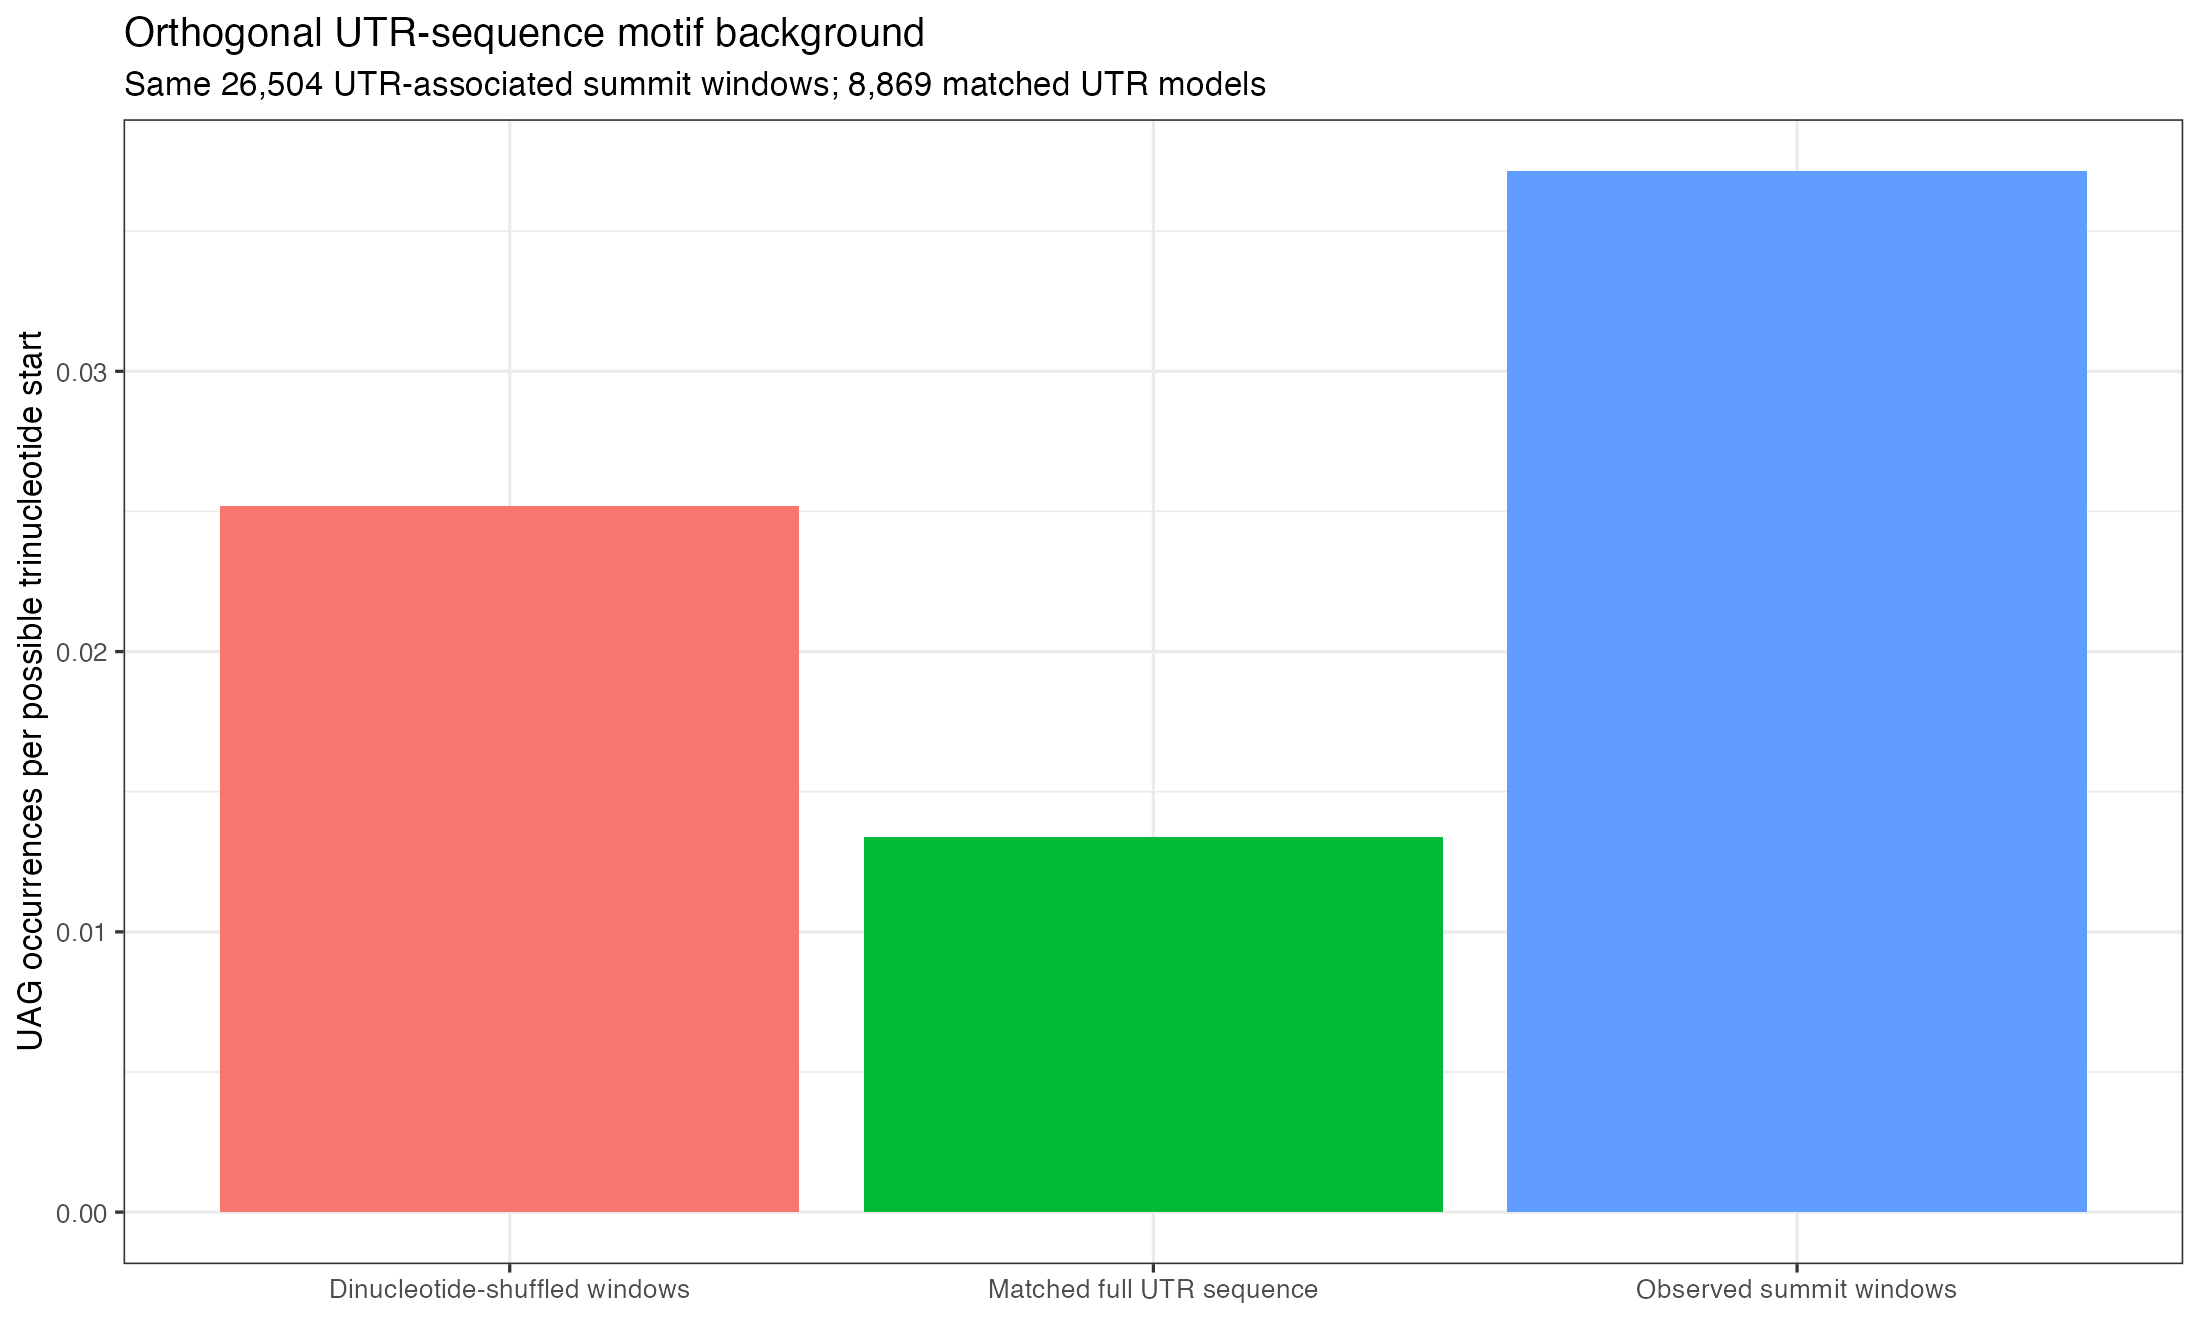 Orthogonal UTR-sequence motif background
Same 26,504 UTR-associated summit windows; 8,869 matched UTR models
UAG occurrences per possible trinucleotide start
0.03
0.02
0.01
0.00
Dinucleotide-shuffled windows
Matched full UTR sequence
Observed summit windows